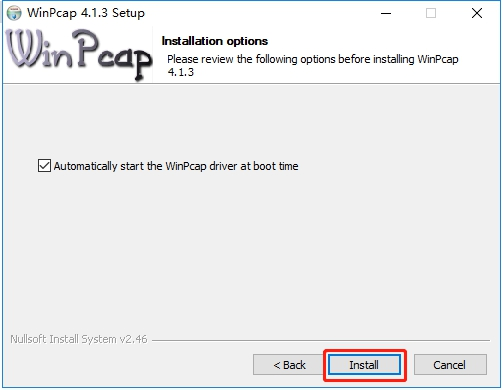 WinPcap 4.1.3 Setup
WinPcap
Installation options
Please review the following options before installing WinPcap
4.1.3
Automatically start the WinPcap driver at boot time
Nullsoft Install System v2.46
< Back
Install
Cancel